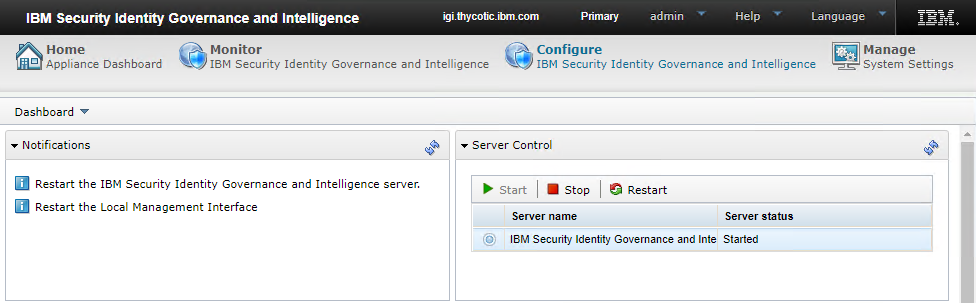 IBM Security Identity Governance and Intelligence igi.thycotic.ibm.com Primary admin Help Language IBM.
Home Monitor Configure Manage
Appliance Dashboard IBM Security Identity Governance and Intelligence IBM Security Identity Governance and Intelligence System Settings
Dashboard
Notifications
Restart the IBM Security Identity Governance and Intelligence server.
Restart the Local Management Interface
Server Control
Start Stop Restart
Server name Server status
IBM Security Identity Governance and Inte Started